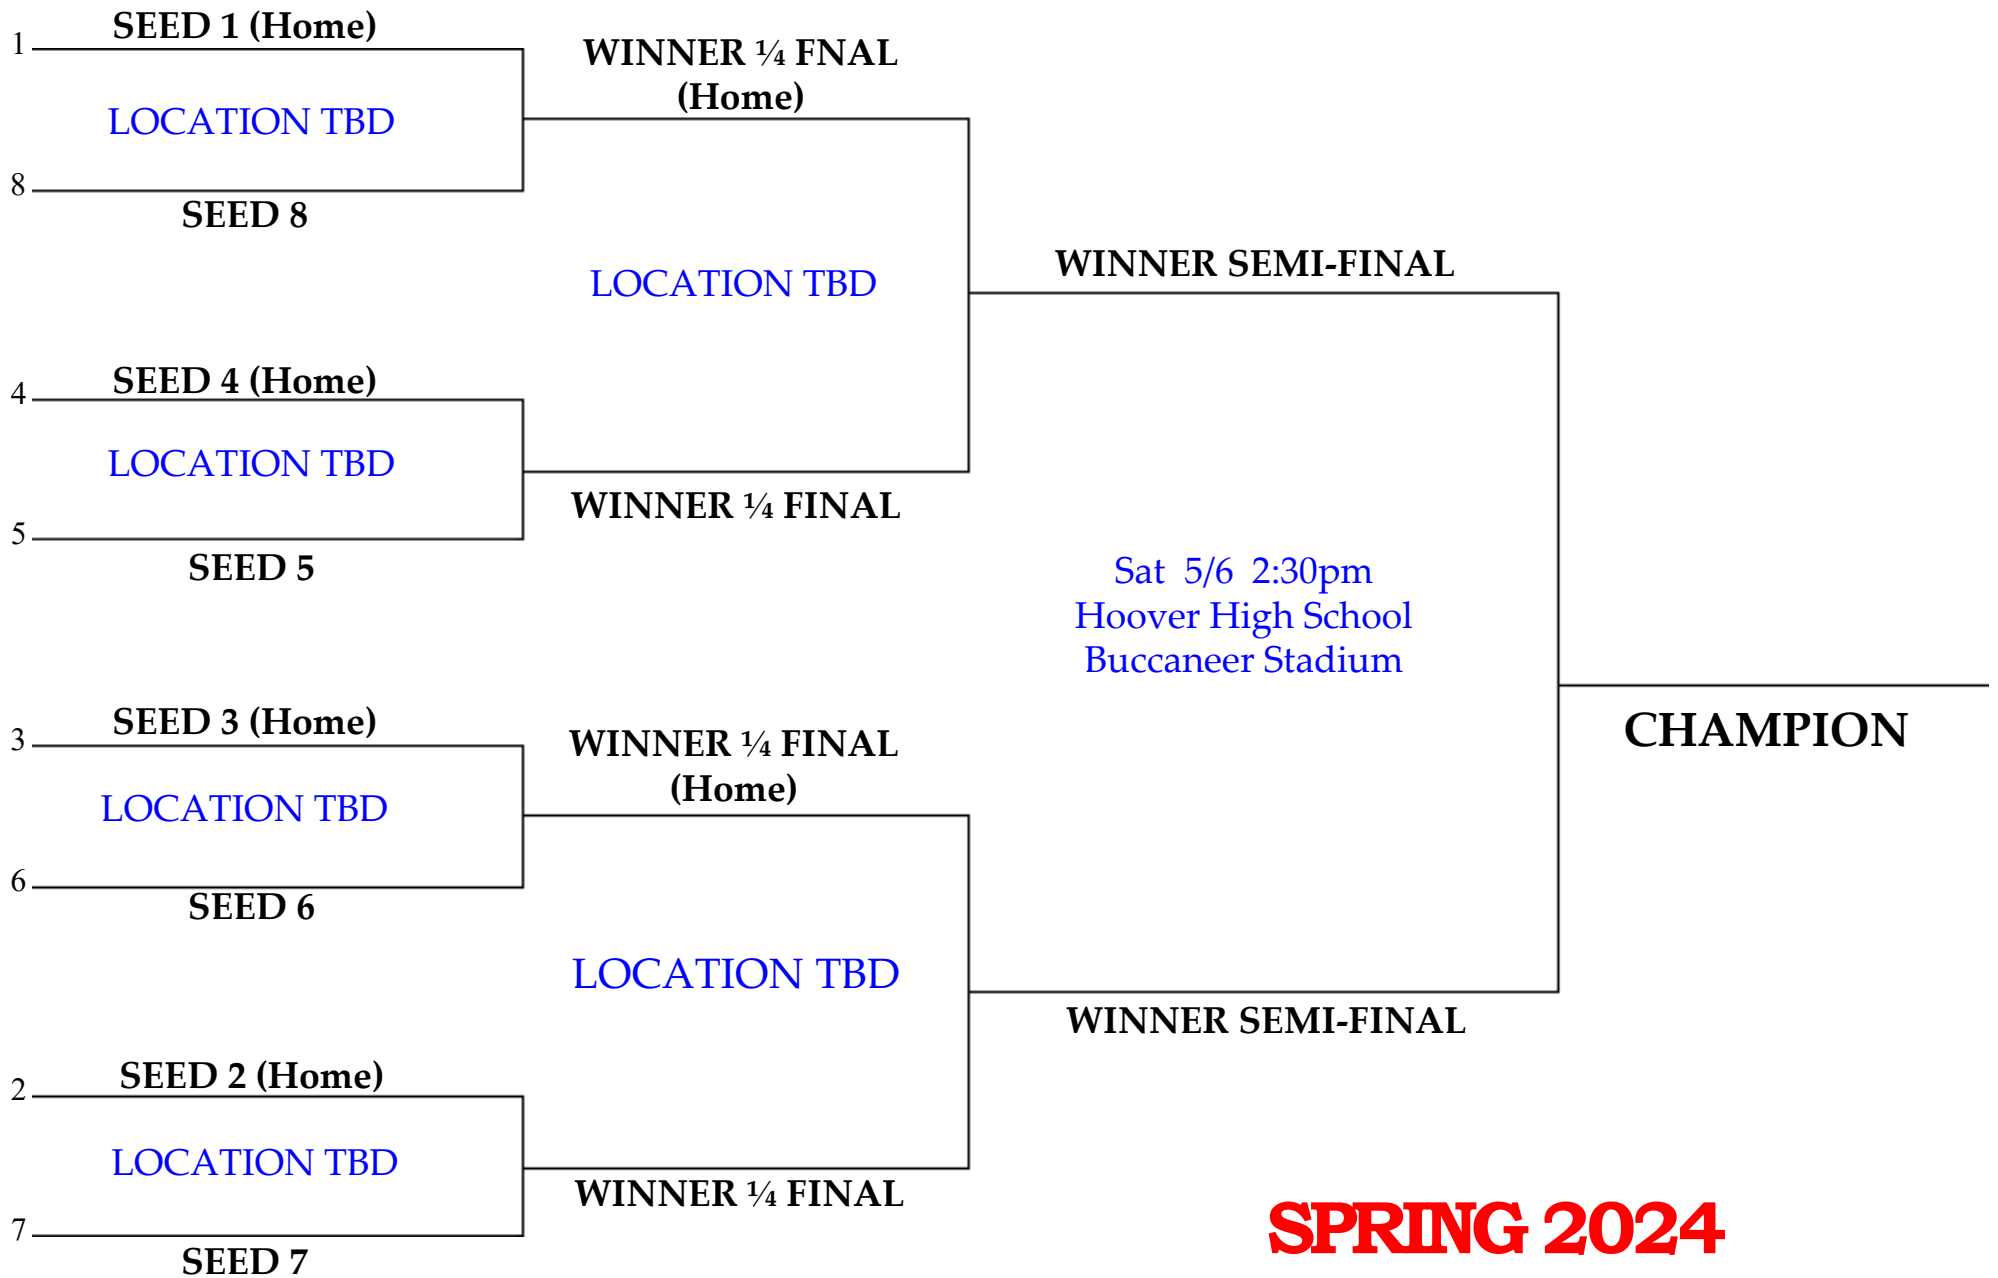 SEED 1 (Home)
1
LOCATION TBD
8
SEED 8
WINNER ¼ FNAL
(Home)
LOCATION TBD
SEED 4 (Home)
4
LOCATION TBD
5
SEED 5
WINNER ¼ FINAL
WINNER SEMI-FINAL
Sat 5/6 2:30pm
Hoover High School
Buccaneer Stadium
CHAMPION
SEED 3 (Home)
3
LOCATION TBD
6
SEED 6
WINNER ¼ FINAL
(Home)
LOCATION TBD
WINNER SEMI-FINAL
SEED 2 (Home)
2
LOCATION TBD
7
SEED 7
WINNER ¼ FINAL
SPRING 2024